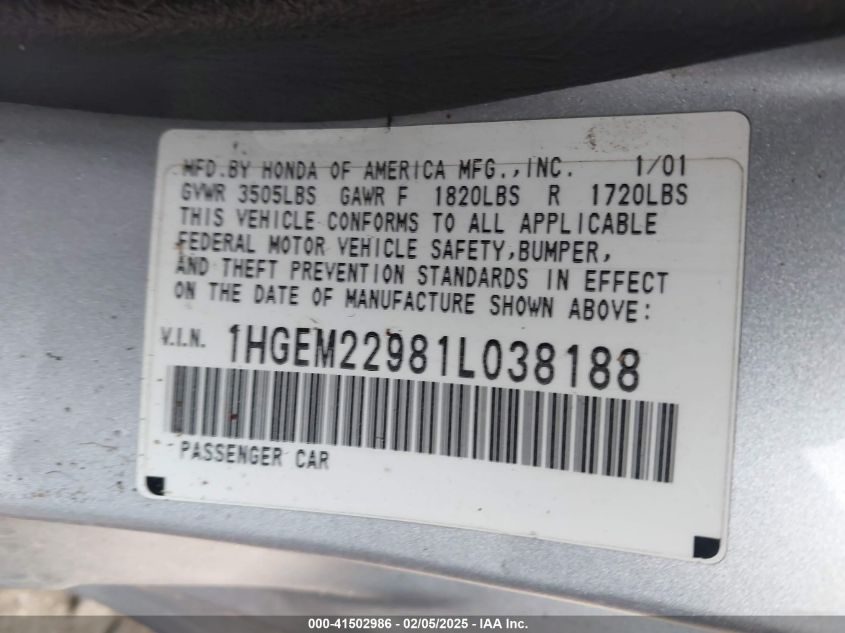 MFD.BY HONDA OF AMERICA MFG.,INC. 1/01
GVWR 3505LBS GAWR F 1820LBS R 1720LBS
THIS VEHICLE CONFORMS TO ALL APPLICABLE
FEDERAL MOTOR VEHICLE SAFETY,BUMPER,
AND THEFT PREVENTION STANDARDS IN EFFECT
ON THE DATE OF MANUFACTURE SHOWN ABOVE:
V.I.N. 1HGEM22981L038188
PASSENGER CAR
000-41502986 - 02/05/2025 - IAA Inc.